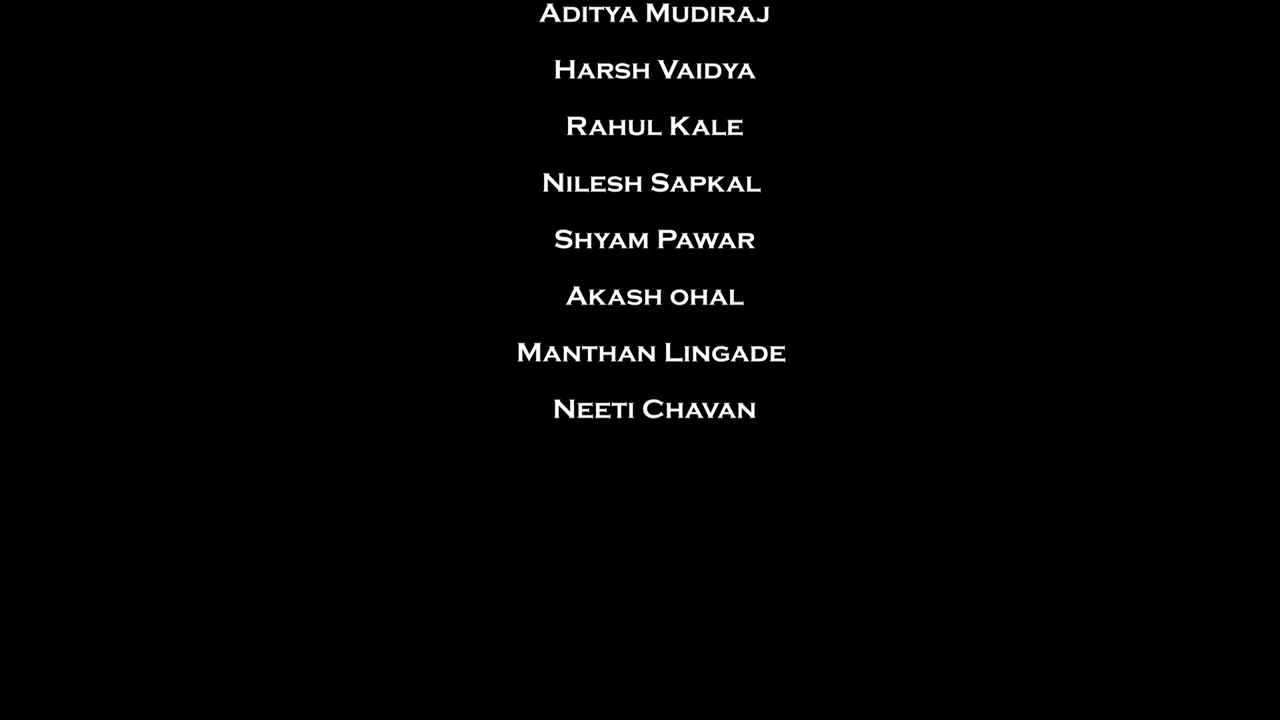 Aditya Mudiraj
Harsh Vaidya
Rahul Kale
Nilesh Sapkal
Shyam Pawar
Akash ohal
Manthan Lingade
Neeti Chavan